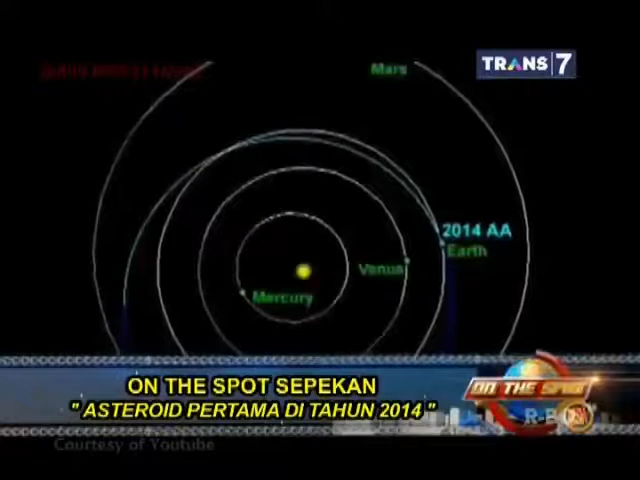 Mars
TRANS 7
2014 AA
Earth
Venus
Mercury
ON THE SPOT SEPEKAN
" ASTEROID PERTAMA DI TAHUN 2014 "
ON THE SPOT
Courtesy of Youtube